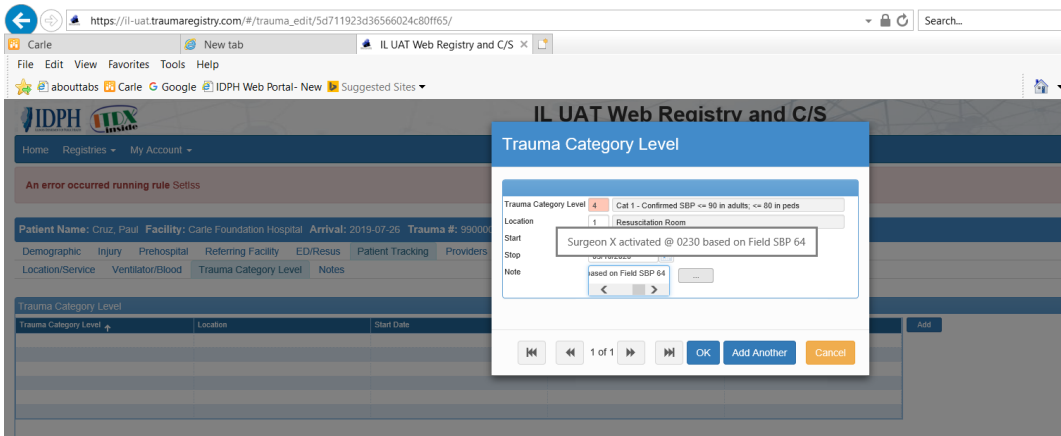 https://il-uat.traumaregistry.com/#/trauma_edit/5d711923d36566024c80ff65/
Search...
Carle
New tab
IL UAT Web Registry and C/S
File Edit View Favorites Tools Help
abouttabs Carle Google IDPH Web Portal- New Suggested Sites
IDPH ITDX inside
IL UAT Web Registry and C/S
Home Registries My Account
Trauma Category Level
An error occurred running rule SetIss
Trauma Category Level 4 Cat 1 - Confirmed SBP <= 90 in adults; <= 80 in peds
Location 1 Resuscitation Room
Patient Name: Cruz, Paul Facility: Carle Foundation Hospital Arrival: 2019-07-26 Trauma #: 990000
Start
Surgeon X activated @ 0230 based on Field SBP 64
Demographic Injury Prehospital Referring Facility ED/Resus Patient Tracking Providers
Stop
Location/Service Ventilator/Blood Trauma Category Level Notes
Note based on Field SBP 64 ...
Trauma Category Level
Trauma Category Level Location Start Date
Add
1 of 1 OK Add Another Cancel